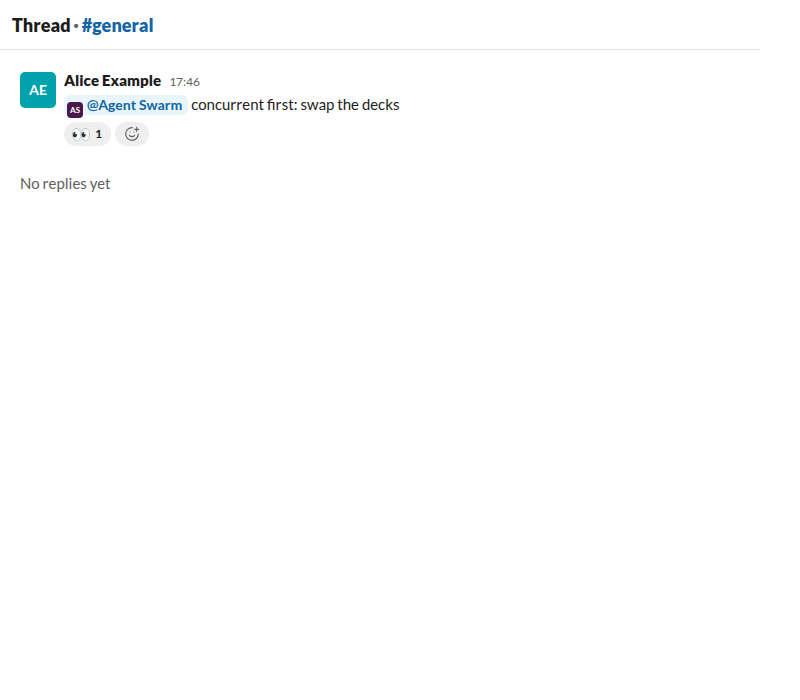 Thread • #general
AE
Alice Example 17:46
AS @Agent Swarm concurrent first: swap the decks
👀 1
No replies yet